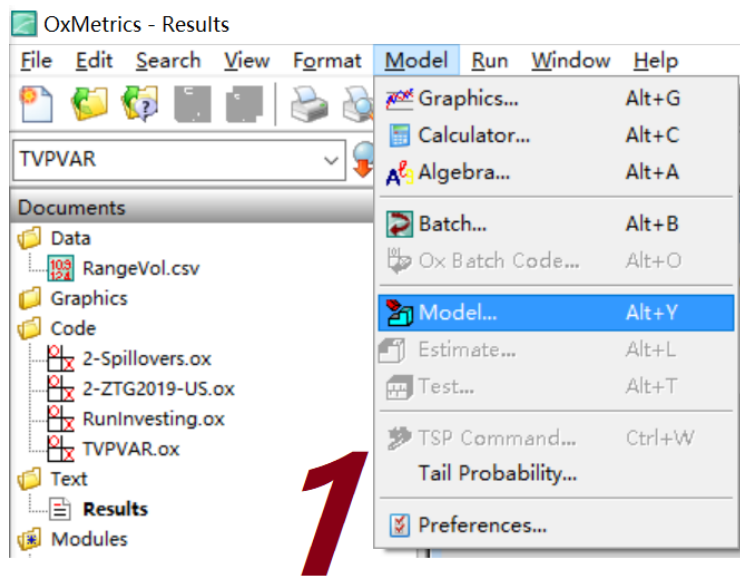 OxMetrics - Results
File Edit Search View Format Model Run Window Help
TVPVAR
Documents
Data
RangeVol.csv
Graphics
Code
2-Spillovers.ox
2-ZTG2019-US.ox
RunInvesting.ox
TVPVAR.ox
Text
Results
Modules
Graphics... Alt+G
Calculator... Alt+C
Algebra... Alt+A
Batch... Alt+B
Ox Batch Code... Alt+O
Model... Alt+Y
Estimate... Alt+L
Test... Alt+T
TSP Command... Ctrl+W
Tail Probability...
Preferences...
1